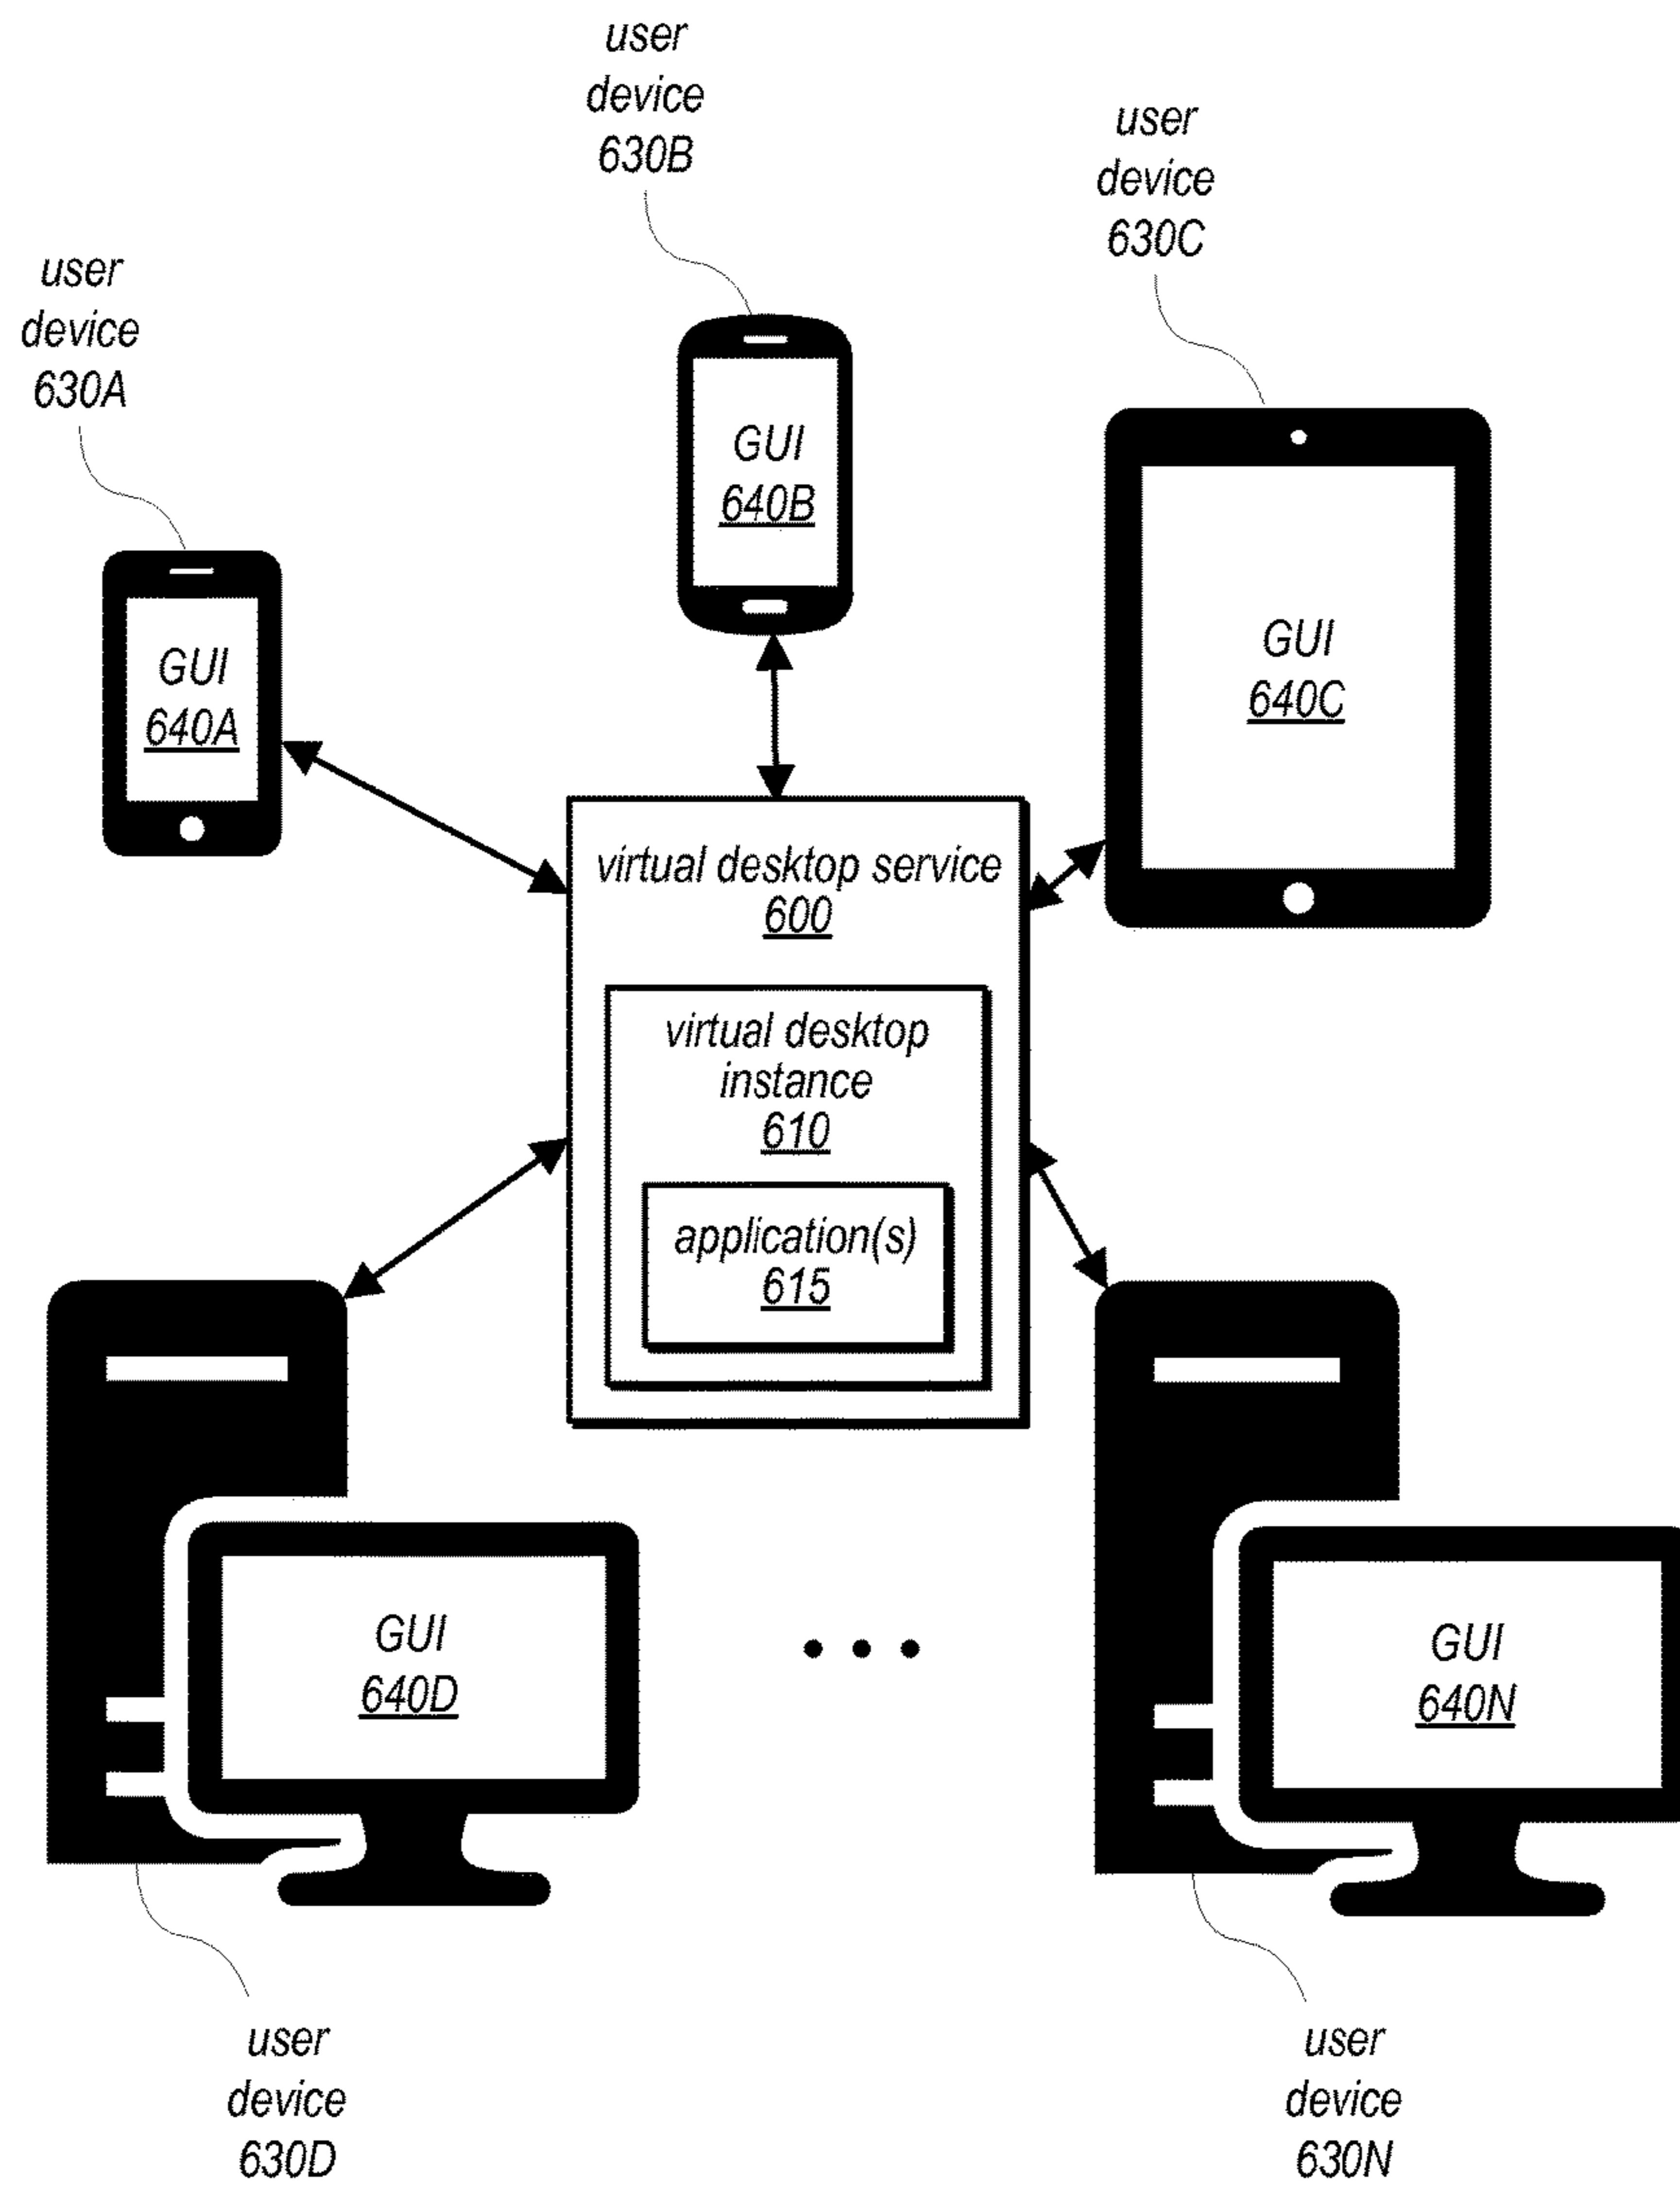 user
device
630B
user
device
630C
user
device
630A
GUI
640B
GUI
640C
GUI
640A
virtual desktop service
600
virtual desktop
instance
610
application(s)
615
GUI
640D
GUI
640N
user
device
630D
user
device
630N